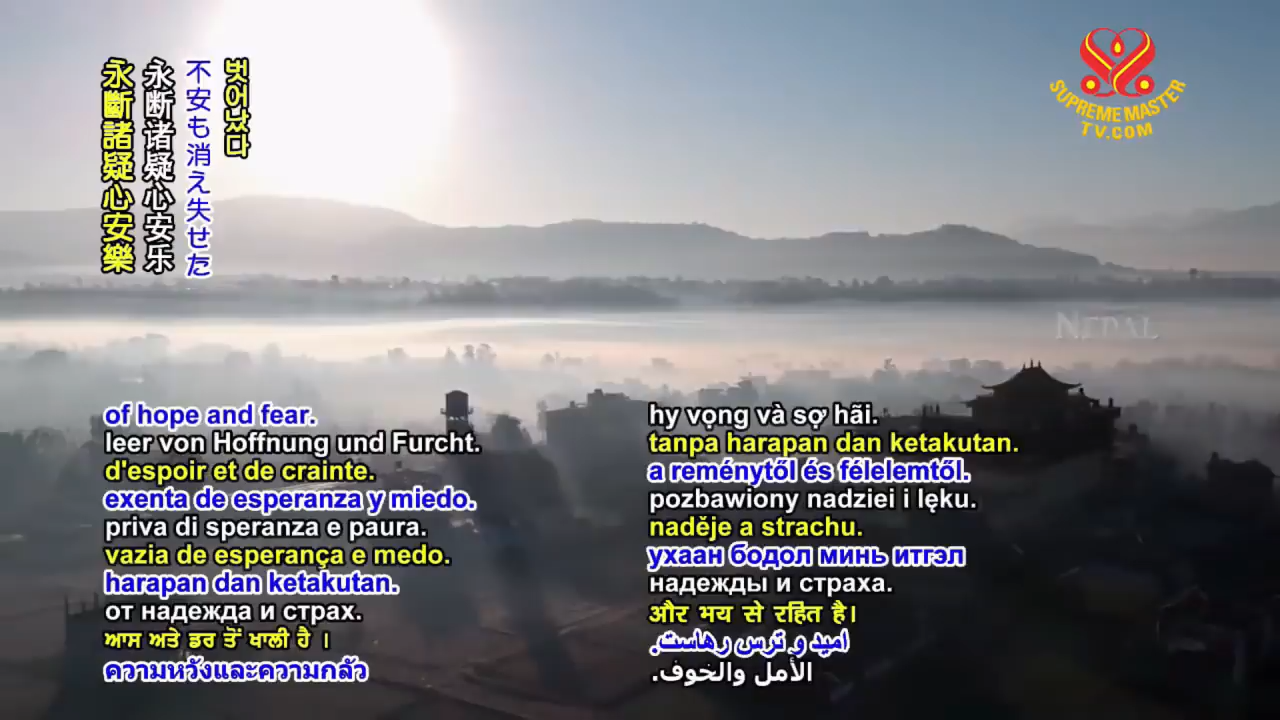 永斷諸疑心安樂
永断诸疑心安乐
不安も消え失せた
벗어났다
SUPREME MASTER
TV.COM
NEPAL
of hope and fear.
leer von Hoffnung und Furcht.
d'espoir et de crainte.
exenta de esperanza y miedo.
priva di speranza e paura.
vazia de esperança e medo.
harapan dan ketakutan.
от надежда и страх.
ਆਸ ਅਤੇ ਡਰ ਤੋਂ ਖਾਲੀ ਹੈ ।
ความหวังและความกลัว
hy vọng và sợ hãi.
tanpa harapan dan ketakutan.
a reménytől és félelemtől.
pozbawiony nadziei i lęku.
naděje a strachu.
ухаан бодол минь итгэл
надежды и страха.
और भय से रहित है।
امید و ترس رهاست.
الأمل والخوف.